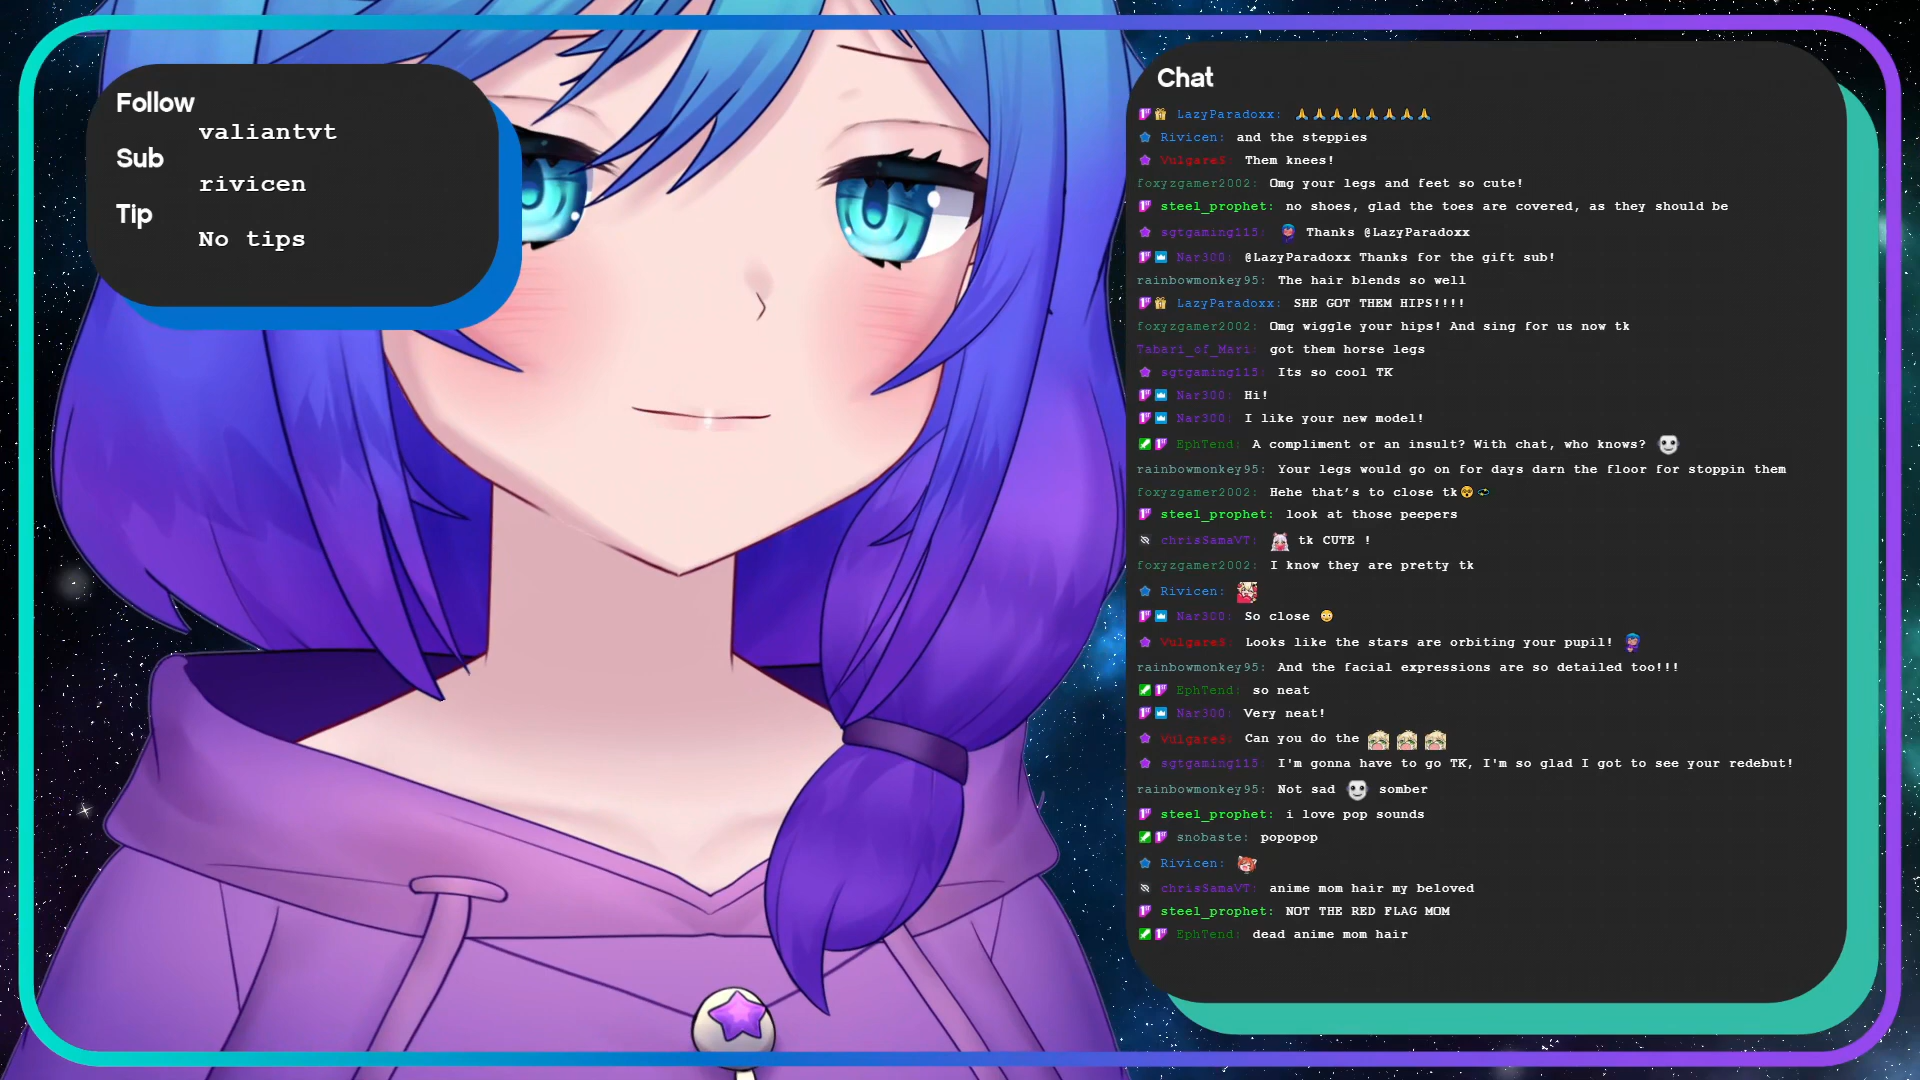 Follow
valiantvt
Sub
rivicen
Tip
No tips
Chat
LazyParadoxx: 🙏🙏🙏🙏🙏🙏🙏🙏
Rivicen: and the steppies
VulgareS: Them knees!
foxyzgamer2002: Omg your legs and feet so cute!
steel_prophet: no shoes, glad the toes are covered, as they should be
sgtgaming115: Thanks @LazyParadoxx
Nar300: @LazyParadoxx Thanks for the gift sub!
rainbowmonkey95: The hair blends so well
LazyParadoxx: SHE GOT THEM HIPS!!!!
foxyzgamer2002: Omg wiggle your hips! And sing for us now tk
Tabari_of_Mari: got them horse legs
sgtgaming115: Its so cool TK
Nar300: Hi!
Nar300: I like your new model!
EphTend: A compliment or an insult? With chat, who knows?
rainbowmonkey95: Your legs would go on for days darn the floor for stoppin them
foxyzgamer2002: Hehe that's to close tk
steel_prophet: look at those peepers
chrisSamaVT: tk CUTE !
foxyzgamer2002: I know they are pretty tk
Rivicen:
Nar300: So close 😳
VulgareS: Looks like the stars are orbiting your pupil!
rainbowmonkey95: And the facial expressions are so detailed too!!!
EphTend: so neat
Nar300: Very neat!
VulgareS: Can you do the
sgtgaming115: I'm gonna have to go TK, I'm so glad I got to see your redebut!
rainbowmonkey95: Not sad somber
steel_prophet: i love pop sounds
snobaste: popopop
Rivicen:
chrisSamaVT: anime mom hair my beloved
steel_prophet: NOT THE RED FLAG MOM
EphTend: dead anime mom hair